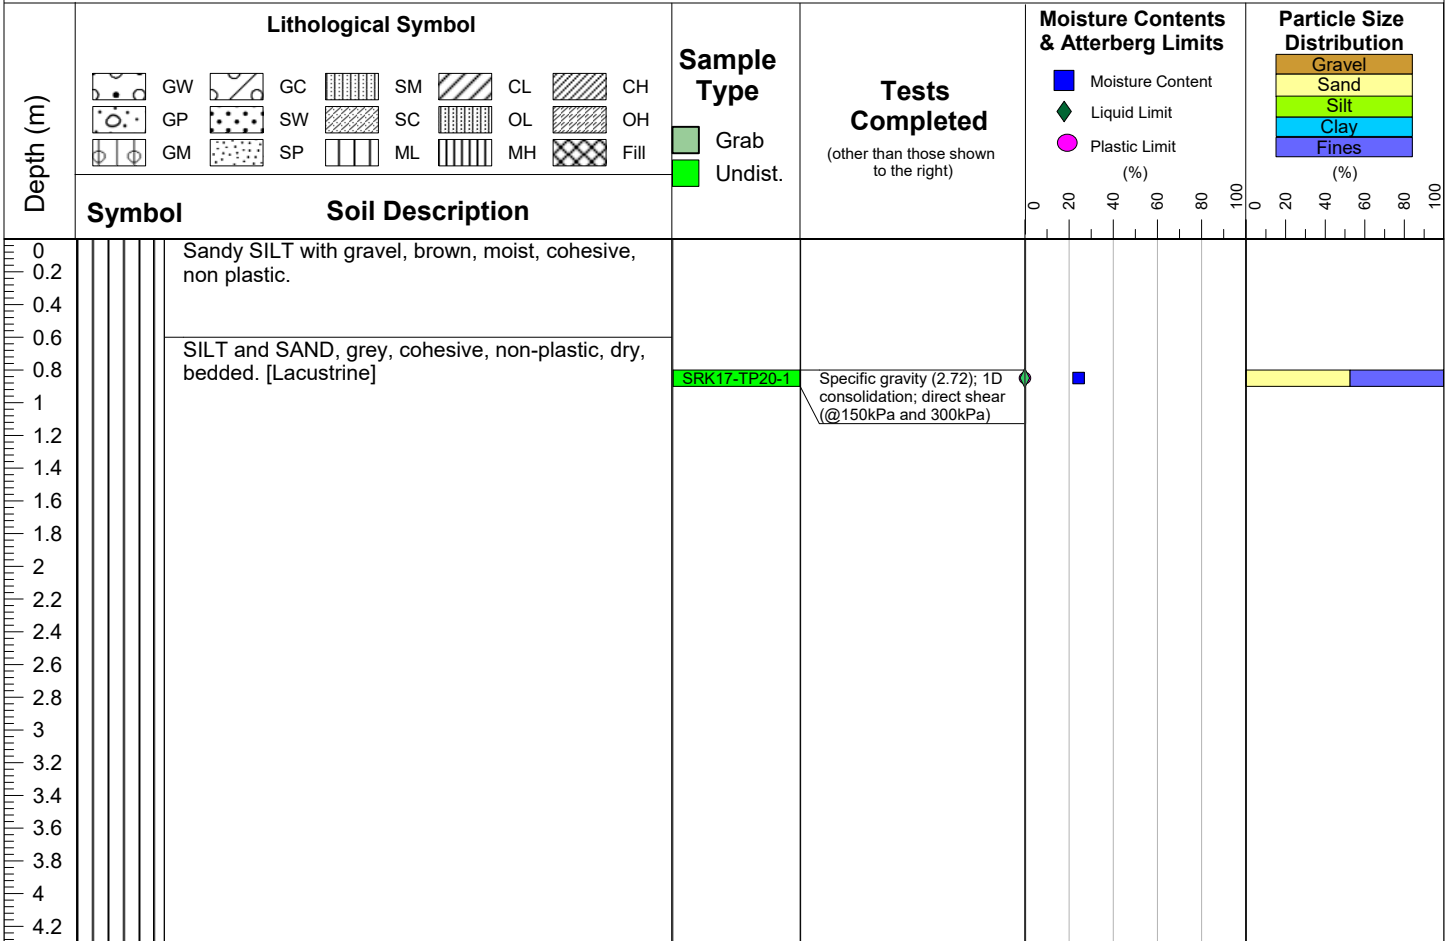 Depth (m)
Lithological Symbol
GW GC SM CL CH
GP SW SC OL OH
GM SP ML MH Fill
Symbol Soil Description
Sample
Type
Grab
Undist.
Tests
Completed
(other than those shown
to the right)
Moisture Contents
& Atterberg Limits
Moisture Content
Liquid Limit
Plastic Limit
(%)
0 20 40 60 80 100
Particle Size
Distribution
Gravel
Sand
Silt
Clay
Fines
(%)
0 20 40 60 80 100
0
0.2
0.4
0.6
0.8
1
1.2
1.4
1.6
1.8
2
2.2
2.4
2.6
2.8
3
3.2
3.4
3.6
3.8
4
4.2
Sandy SILT with gravel, brown, moist, cohesive,
non plastic.
SILT and SAND, grey, cohesive, non-plastic, dry,
bedded. [Lacustrine]
SRK17-TP20-1
Specific gravity (2.72); 1D
consolidation; direct shear
(@150kPa and 300kPa)